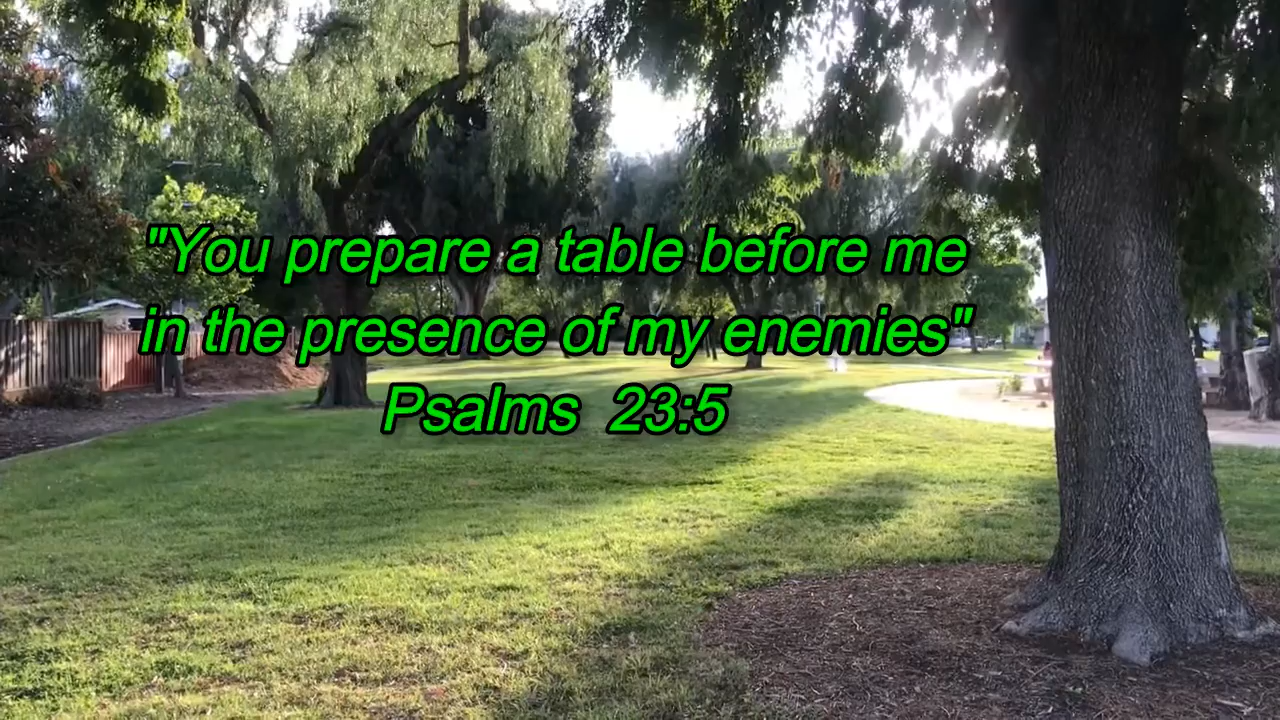 "You prepare a table before me
in the presence of my enemies"
Psalms 23:5